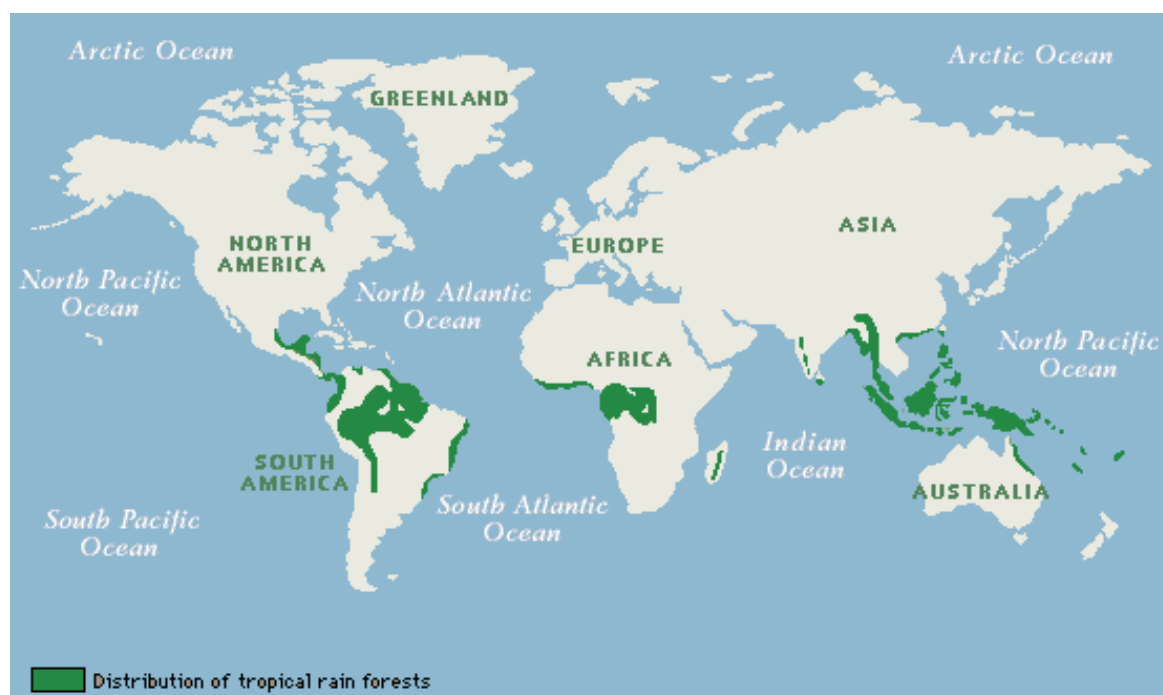 Arctic Ocean
Arctic Ocean
GREENLAND
ASIA
NORTH
AMERICA
EUROPE
North Pacific
Ocean
North Atlantic
Ocean
North Pacific
Ocean
AFRICA
Indian
Ocean
SOUTH
AMERICA
AUSTRALIA
South Atlantic
Ocean
South Pacific
Ocean
Distribution of tropical rain forests